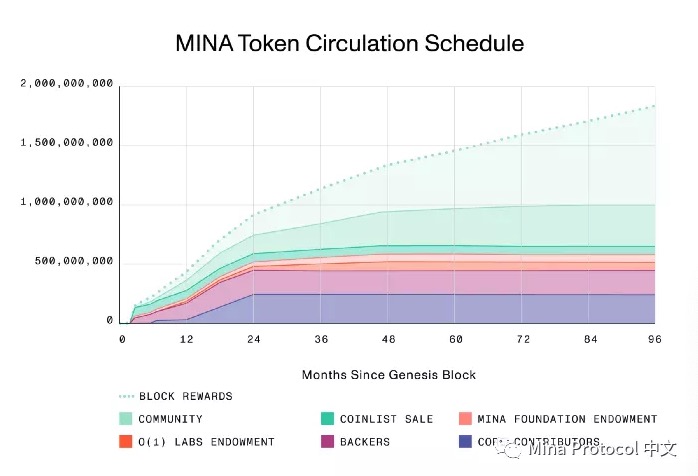 MINA Token Circulation Schedule
2,000,000,000
1,500,000,000
1,000,000,000
500,000,000
0
0 12 24 36 48 60 72 84 96
Months Since Genesis Block
BLOCK REWARDS
COMMUNITY COINLIST SALE MINA FOUNDATION ENDOWMENT
O(1) LABS ENDOWMENT BACKERS CONTRIBUTORS
Mina Protocol 中文